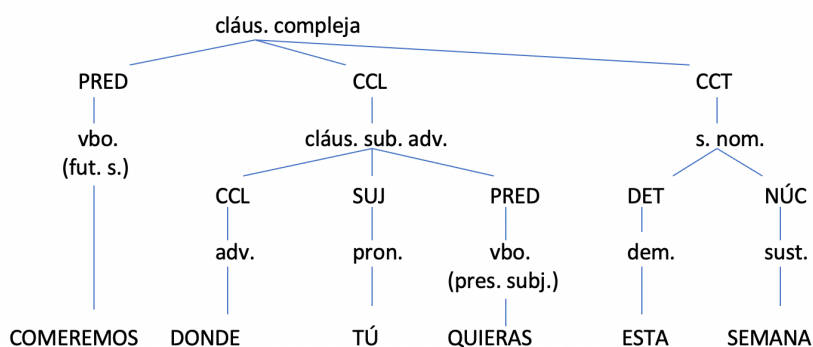 cláus. compleja
PRED CCL CCT
vbo. cláus. sub. adv. s. nom.
(fut. s.)
CCL SUJ PRED DET NÚC
adv. pron. vbo. dem. sust.
(pres. subj.)
COMEREMOS DONDE TÚ QUIERAS ESTA SEMANA